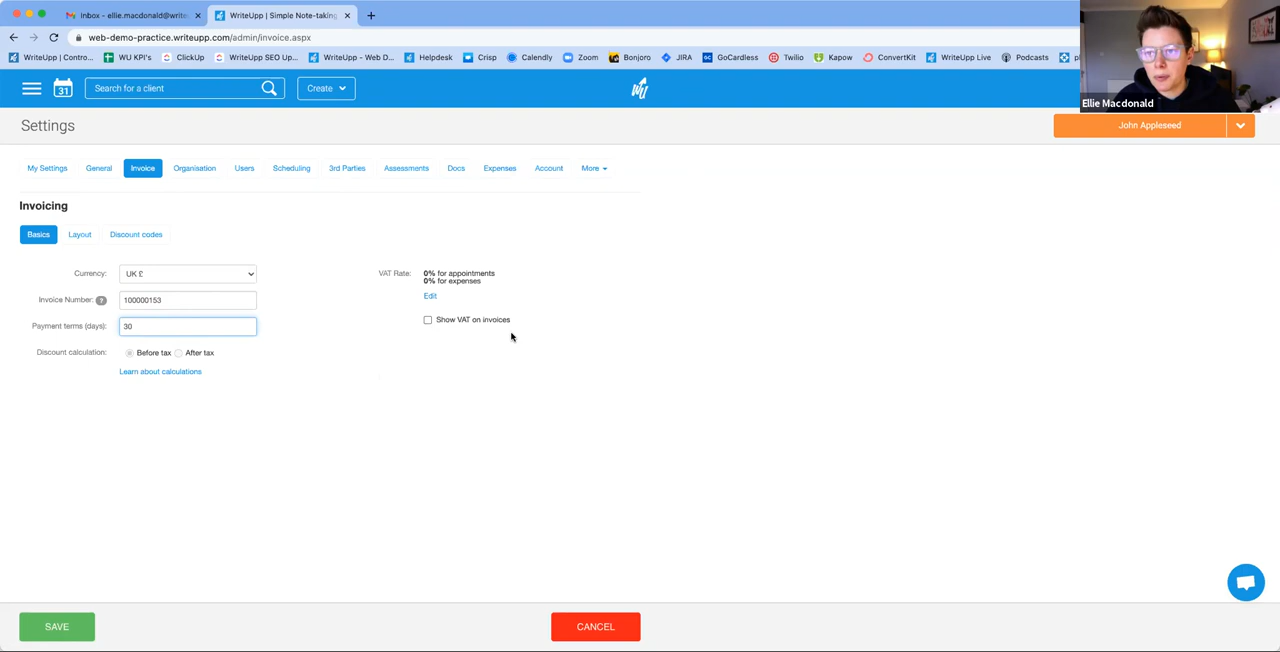 Inbox - ellie.macdonald@write
WriteUpp | Simple Note-taking
web-demo-practice.writeupp.com/admin/invoice.aspx
WriteUpp | Contro... WU KPI's ClickUp WriteUpp SEO Up... WriteUpp - Web D... Helpdesk Crisp Calendly Zoom Bonjoro JIRA GoCardless Twilio Kapow ConvertKit WriteUpp Live Podcasts
31 Search for a client Create
Ellie Macdonald
Settings John Appleseed
My Settings General Invoice Organisation Users Scheduling 3rd Parties Assessments Docs Expenses Account More
Invoicing
Basics Layout Discount codes
Currency: UK £ VAT Rate: 0% for appointments
0% for expenses
Invoice Number: ? 100000153 Edit
Payment terms (days): 30 Show VAT on invoices
Discount calculation: Before tax After tax
Learn about calculations
SAVE CANCEL